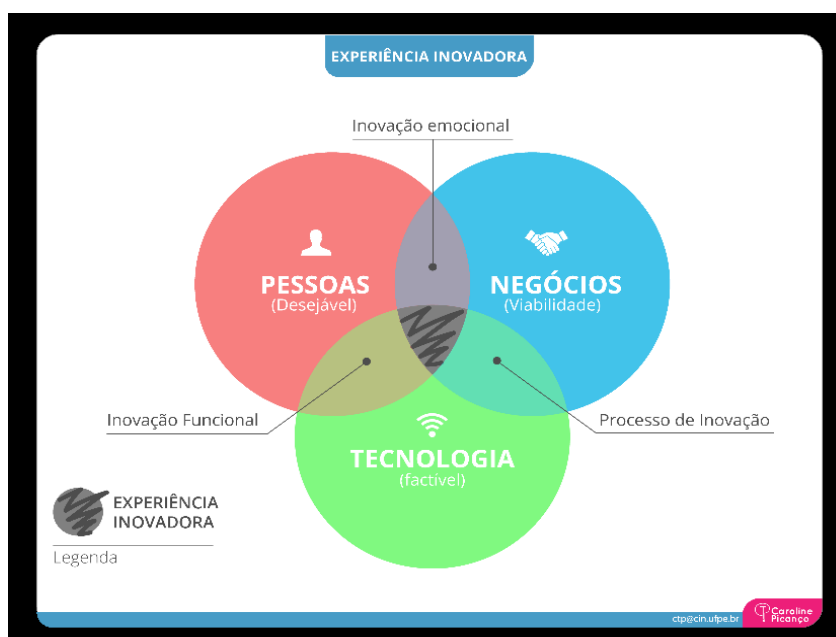 EXPERIÊNCIA INOVADORA
Inovação emocional
PESSOAS
(Desejável)
NEGÓCIOS
(Viabilidade)
Inovação Funcional
Processo de Inovação
TECNOLOGIA
(factível)
EXPERIÊNCIA
INOVADORA
Legenda
ctp@cin.ufpe.br
Caroline
Picanço